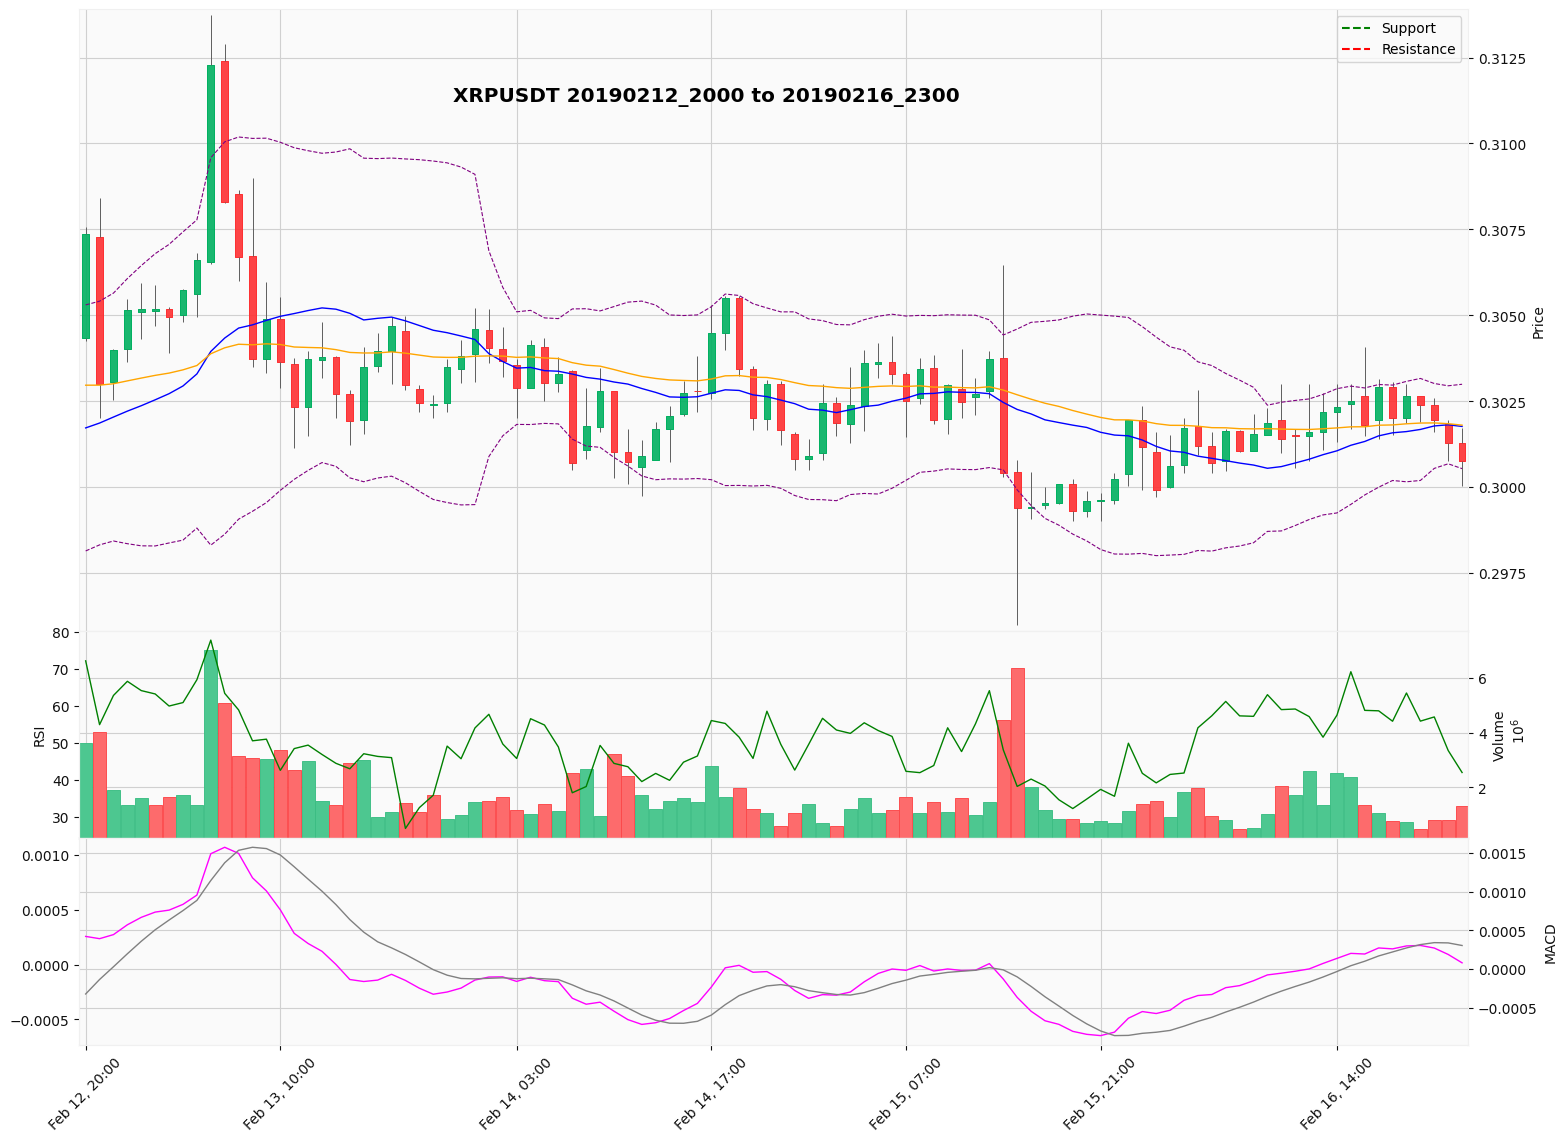 Support
Resistance
XRPUSDT 20190212_2000 to 20190216_2300
0.3125
0.3100
0.3075
0.3050
0.3025
0.3000
0.2975
Price
80
70
60
50
40
30
RSI
6
4
2
Volume
10^6
0.0010
0.0005
0.0000
−0.0005
0.0015
0.0010
0.0005
0.0000
−0.0005
MACD
Feb 12, 20:00
Feb 13, 10:00
Feb 14, 03:00
Feb 14, 17:00
Feb 15, 07:00
Feb 15, 21:00
Feb 16, 14:00